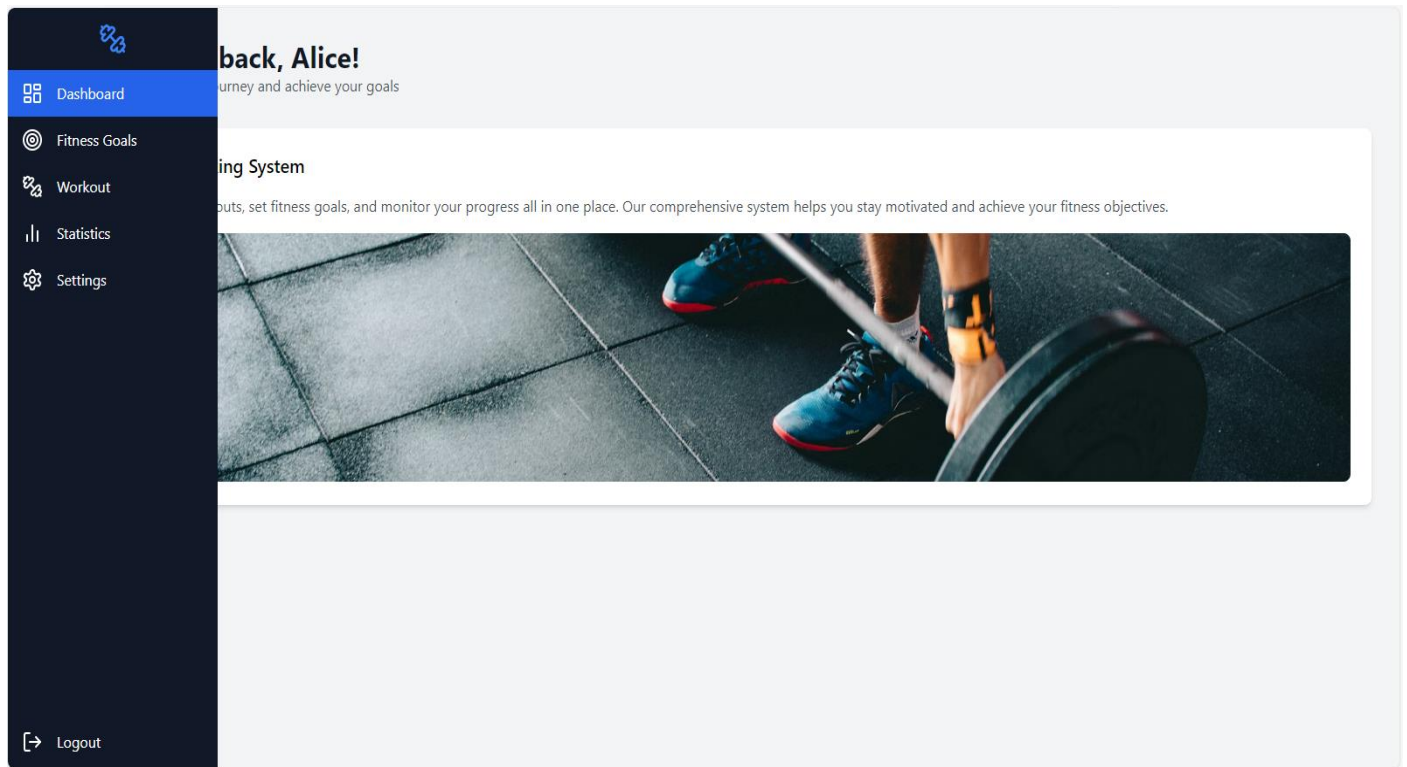 back, Alice!
ourney and achieve your goals
Dashboard
Fitness Goals
ing System
Workout
outs, set fitness goals, and monitor your progress all in one place. Our comprehensive system helps you stay motivated and achieve your fitness objectives.
Statistics
Settings
Logout